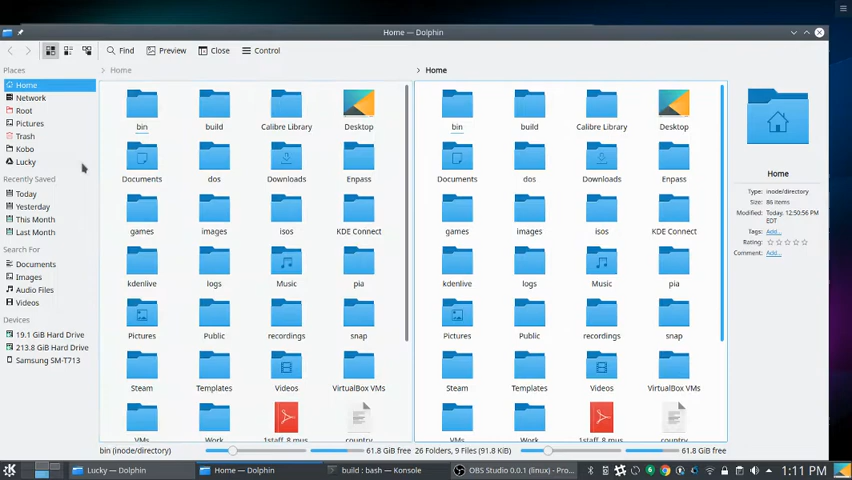 Home — Dolphin
Find
Preview
Close
Control
Places
Home
Network
Root
Pictures
Trash
Kobo
Lucky
Recently Saved
Today
Yesterday
This Month
Last Month
Search For
Documents
Images
Audio Files
Videos
Devices
19.1 GiB Hard Drive
213.8 GiB Hard Drive
Samsung SM-T713
> Home
bin build Calibre Library Desktop
Documents dos Downloads Enpass
games images isos KDE Connect
kdenlive logs Music pia
Pictures Public recordings snap
Steam Templates Videos VirtualBox VMs
VMs Work 1staff_8_mus country
bin (inode/directory)
61.8 GiB free
> Home
bin build Calibre Library Desktop
Documents dos Downloads Enpass
games images isos KDE Connect
kdenlive logs Music pia
Pictures Public recordings snap
Steam Templates Videos VirtualBox VMs
VMs Work 1staff_8_mus country
26 Folders, 9 Files (91.8 KiB)
61.8 GiB free
Home
Type: inode/directory
Size: 86 items
Modified: Today, 12:50:56 PM
EDT
Tags: Add...
Rating:
Comment: Add...
Lucky — Dolphin
Home — Dolphin
build : bash — Konsole
OBS Studio 0.0.1 (linux) - Pro...
1:11 PM